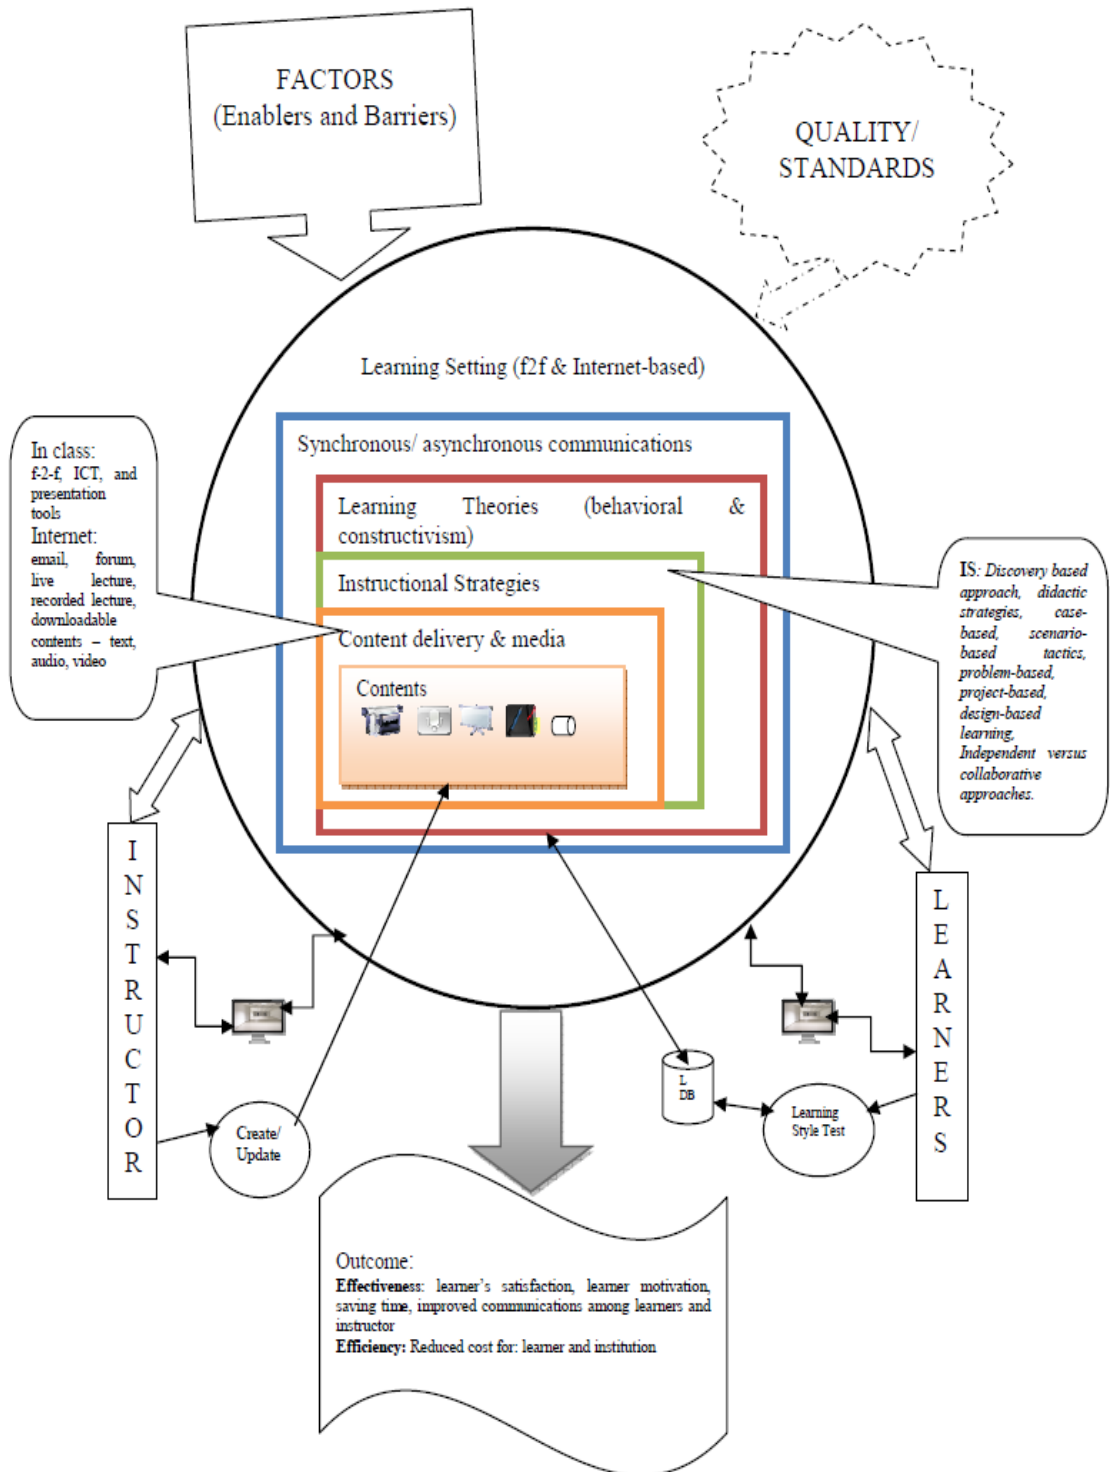 FACTORS
(Enablers and Barriers)
QUALITY/
STANDARDS
Learning Setting (f2f & Internet-based)
Synchronous/ asynchronous communications
Learning Theories (behavioral &
constructivism)
Instructional Strategies
Content delivery & media
Contents
In class:
f-2-f, ICT, and
presentation
tools
Internet:
email, forum,
live lecture,
recorded lecture,
downloadable
contents – text,
audio, video
IS: Discovery based
approach, didactic
strategies, case-
based, scenario-
based tactics,
problem-based,
project-based,
design-based
learning,
Independent versus
collaborative
approaches.
INSTRUCTOR
LEARNERS
Create/
Update
L
DB
Learning
Style Test
Outcome:
Effectiveness: learner's satisfaction, learner motivation,
saving time, improved communications among learners and
instructor
Efficiency: Reduced cost for: learner and institution